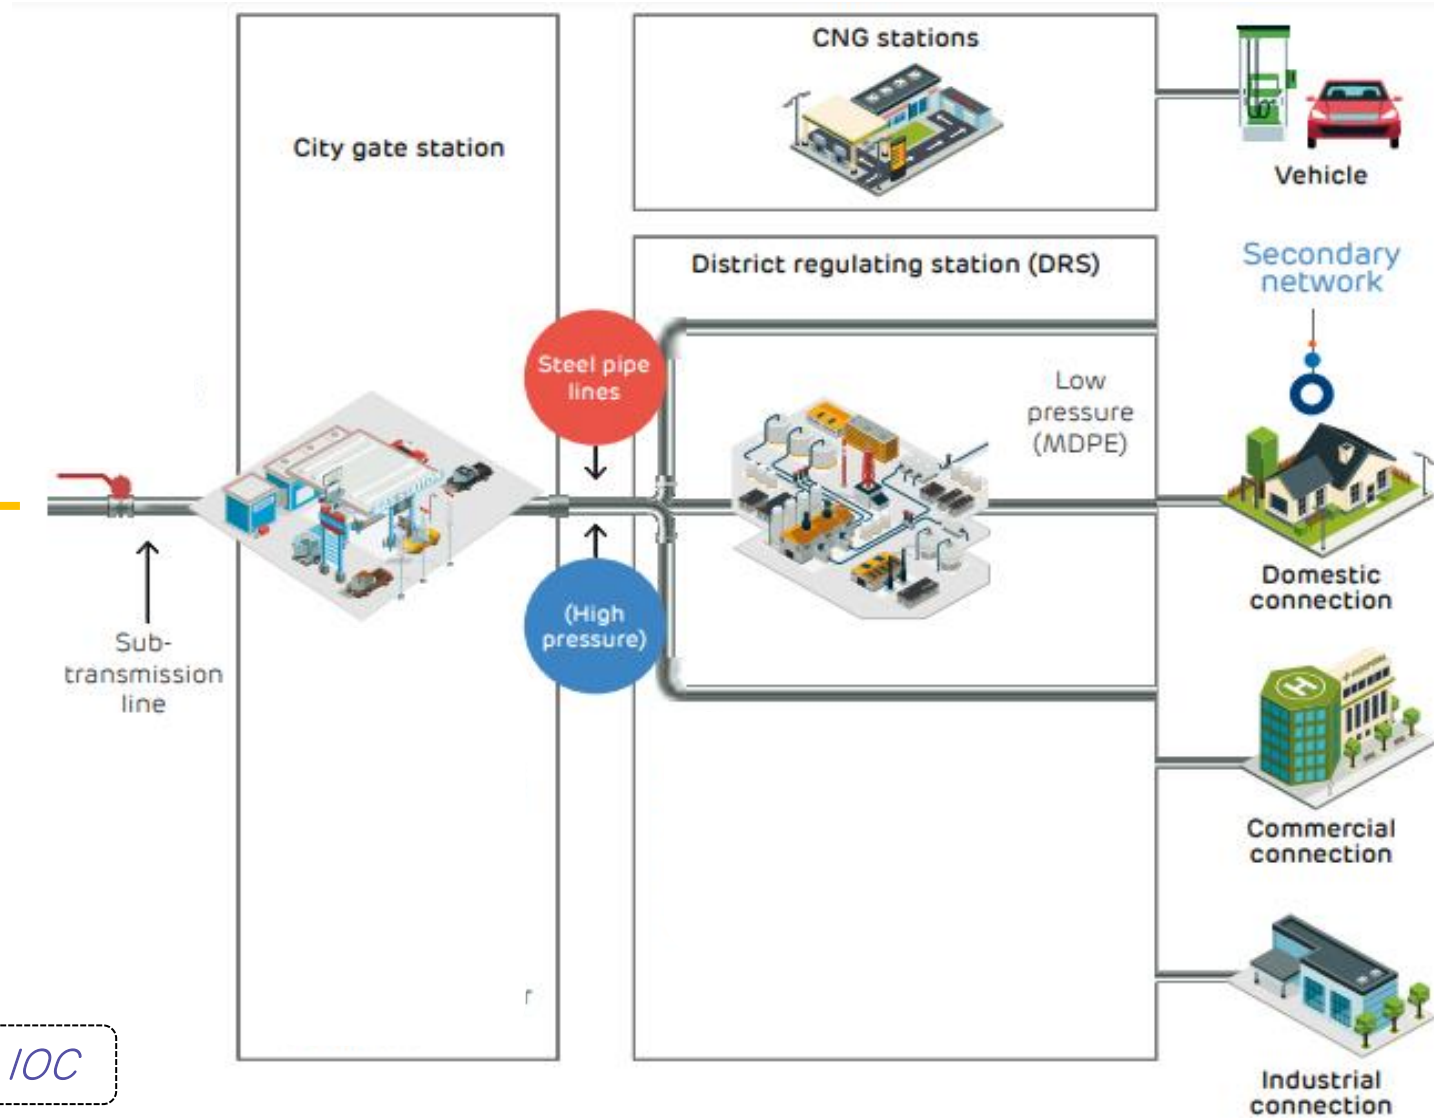 CNG stations
City gate station
Vehicle
District regulating station (DRS)
Secondary
network
Steel pipe
lines
Low
pressure
(MDPE)
(High
pressure)
Sub-
transmission
line
Domestic
connection
Commercial
connection
IOC
Industrial
connection